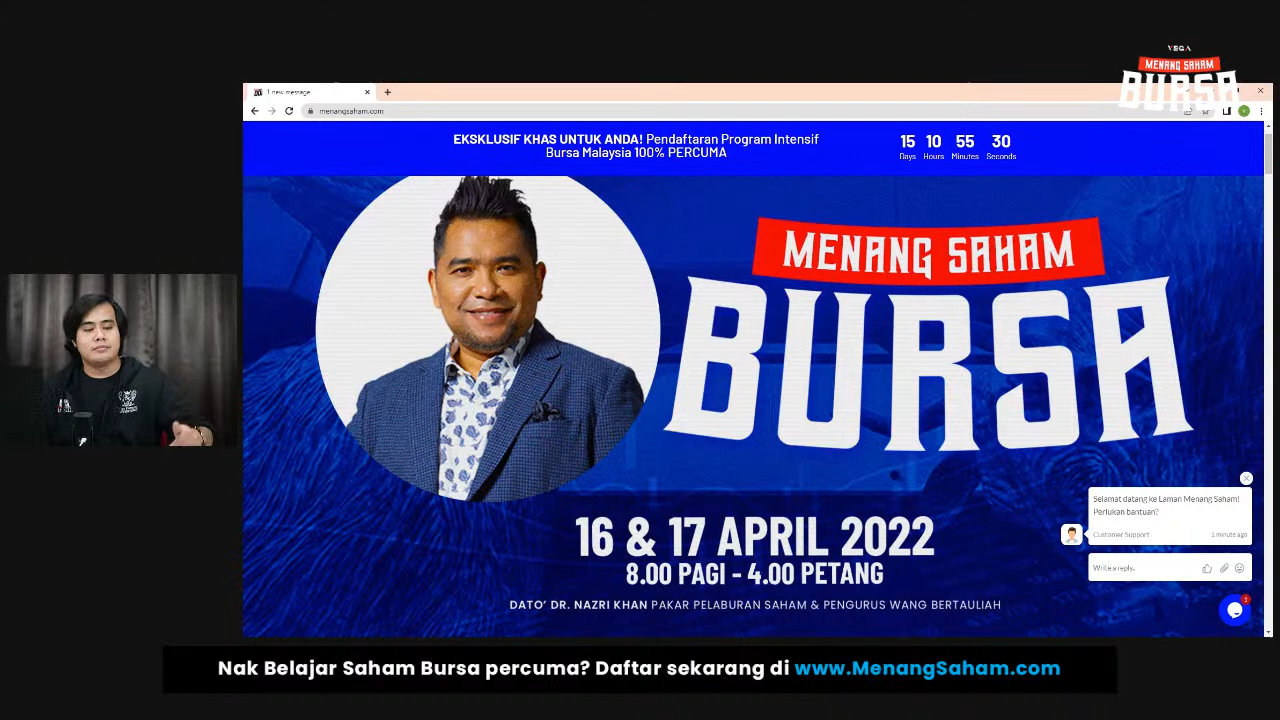 VEGA
MENANG SAHAM
BURSA
1 new message
menangsaham.com
EKSKLUSIF KHAS UNTUK ANDA! Pendaftaran Program Intensif
Bursa Malaysia 100% PERCUMA
15 10 55 30
Days Hours Minutes Seconds
MENANG SAHAM
BURSA
16 & 17 APRIL 2022
8.00 PAGI - 4.00 PETANG
DATO' DR. NAZRI KHAN PAKAR PELABURAN SAHAM & PENGURUS WANG BERTAULIAH
Selamat datang ke Laman Menang Saham!
Perlukan bantuan?
Customer Support 1 minute ago
Write a reply..
1
Nak Belajar Saham Bursa percuma? Daftar sekarang di www.MenangSaham.com